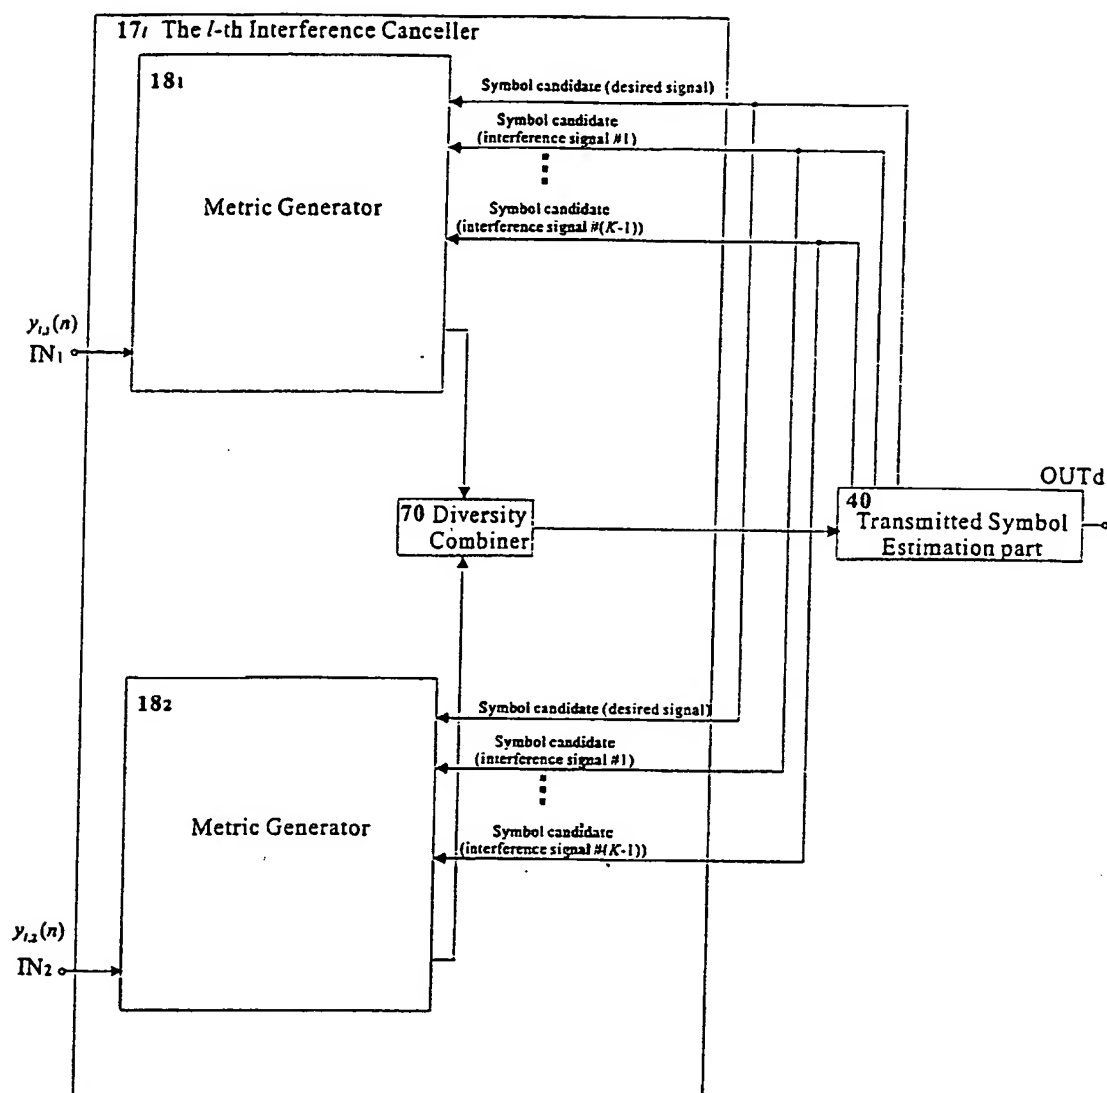 17l The l-th Interference Canceller
181
Symbol candidate (desired signal)
Symbol candidate
(interference signal #1)
Metric Generator
Symbol candidate
(interference signal #(K-1))
yl,1(n)
IN1
OUTd
70 Diversity
Combiner
40
Transmitted Symbol
Estimation part
182
Symbol candidate (desired signal)
Symbol candidate
(interference signal #1)
Metric Generator
Symbol candidate
(interference signal #(K-1))
yl,2(n)
IN2